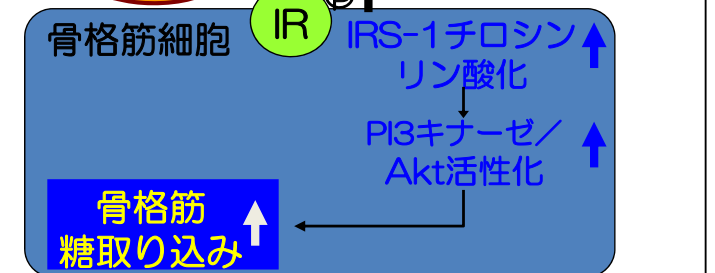 骨格筋細胞
IR
P
IRS-1チロシン
リン酸化
PI3キナーゼ／
Akt活性化
骨格筋
糖取り込み